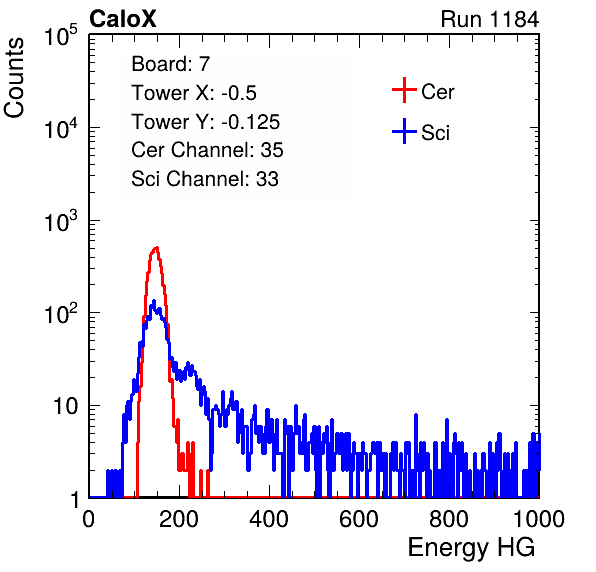 CaloX Run 1184
Counts
Board: 7
Tower X: -0.5
Tower Y: -0.125
Cer Channel: 35
Sci Channel: 33
Cer
Sci
10^5
10^4
10^3
10^2
10
1
0 200 400 600 800 1000
Energy HG